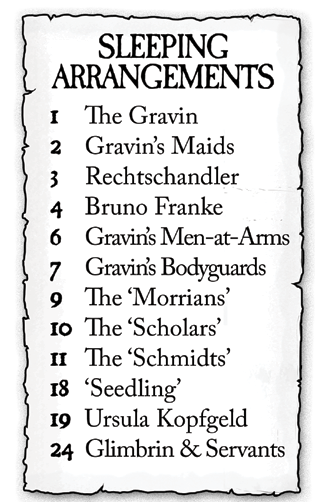 SLEEPING
ARRANGEMENTS
1 The Gravin
2 Gravin's Maids
3 Rechtschandler
4 Bruno Franke
6 Gravin's Men-at-Arms
7 Gravin's Bodyguards
9 The 'Morrians'
10 The 'Scholars'
11 The 'Schmidts'
18 'Seedling'
19 Ursula Kopfgeld
24 Glimbrin & Servants